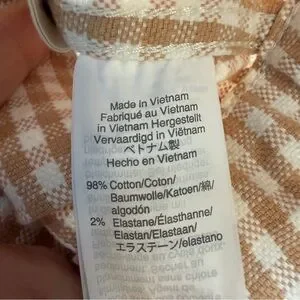 Made in Vietnam
Fabriqué au Vietnam
in Vietnam Hergestellt
Vervaardigd in Viëtnam
ベトナム製
Hecho en Vietnam
98% Cotton/Coton/
Baumwolle/Katoen/綿/
algodón
2% Elastane/Élasthanne/
Elastan/Elastaan/
エラステーン/elastano